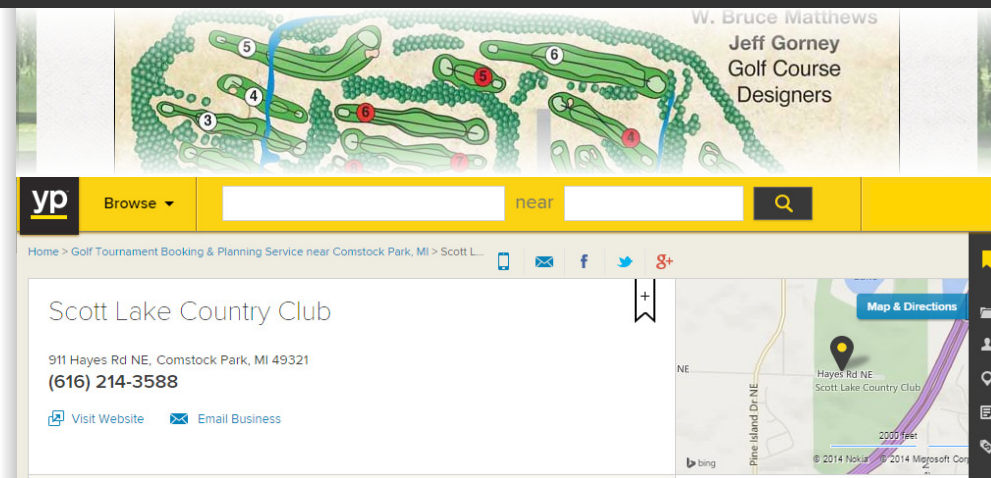 W. Bruce Matthews
Jeff Gorney
Golf Course
Designers
5
6
4
5
3
6
4
7
8
yp
Browse
near
Home > Golf Tournament Booking & Planning Service near Comstock Park, MI > Scott L...
f
g+
Scott Lake Country Club
+
911 Hayes Rd NE, Comstock Park, MI 49321
(616) 214-3588
Visit Website
Email Business
Map & Directions
NE
Hayes Rd NE
Scott Lake Country Club
Pine Island Dr NE
2000 feet
bing
© 2014 Nokia
© 2014 Microsoft Cor